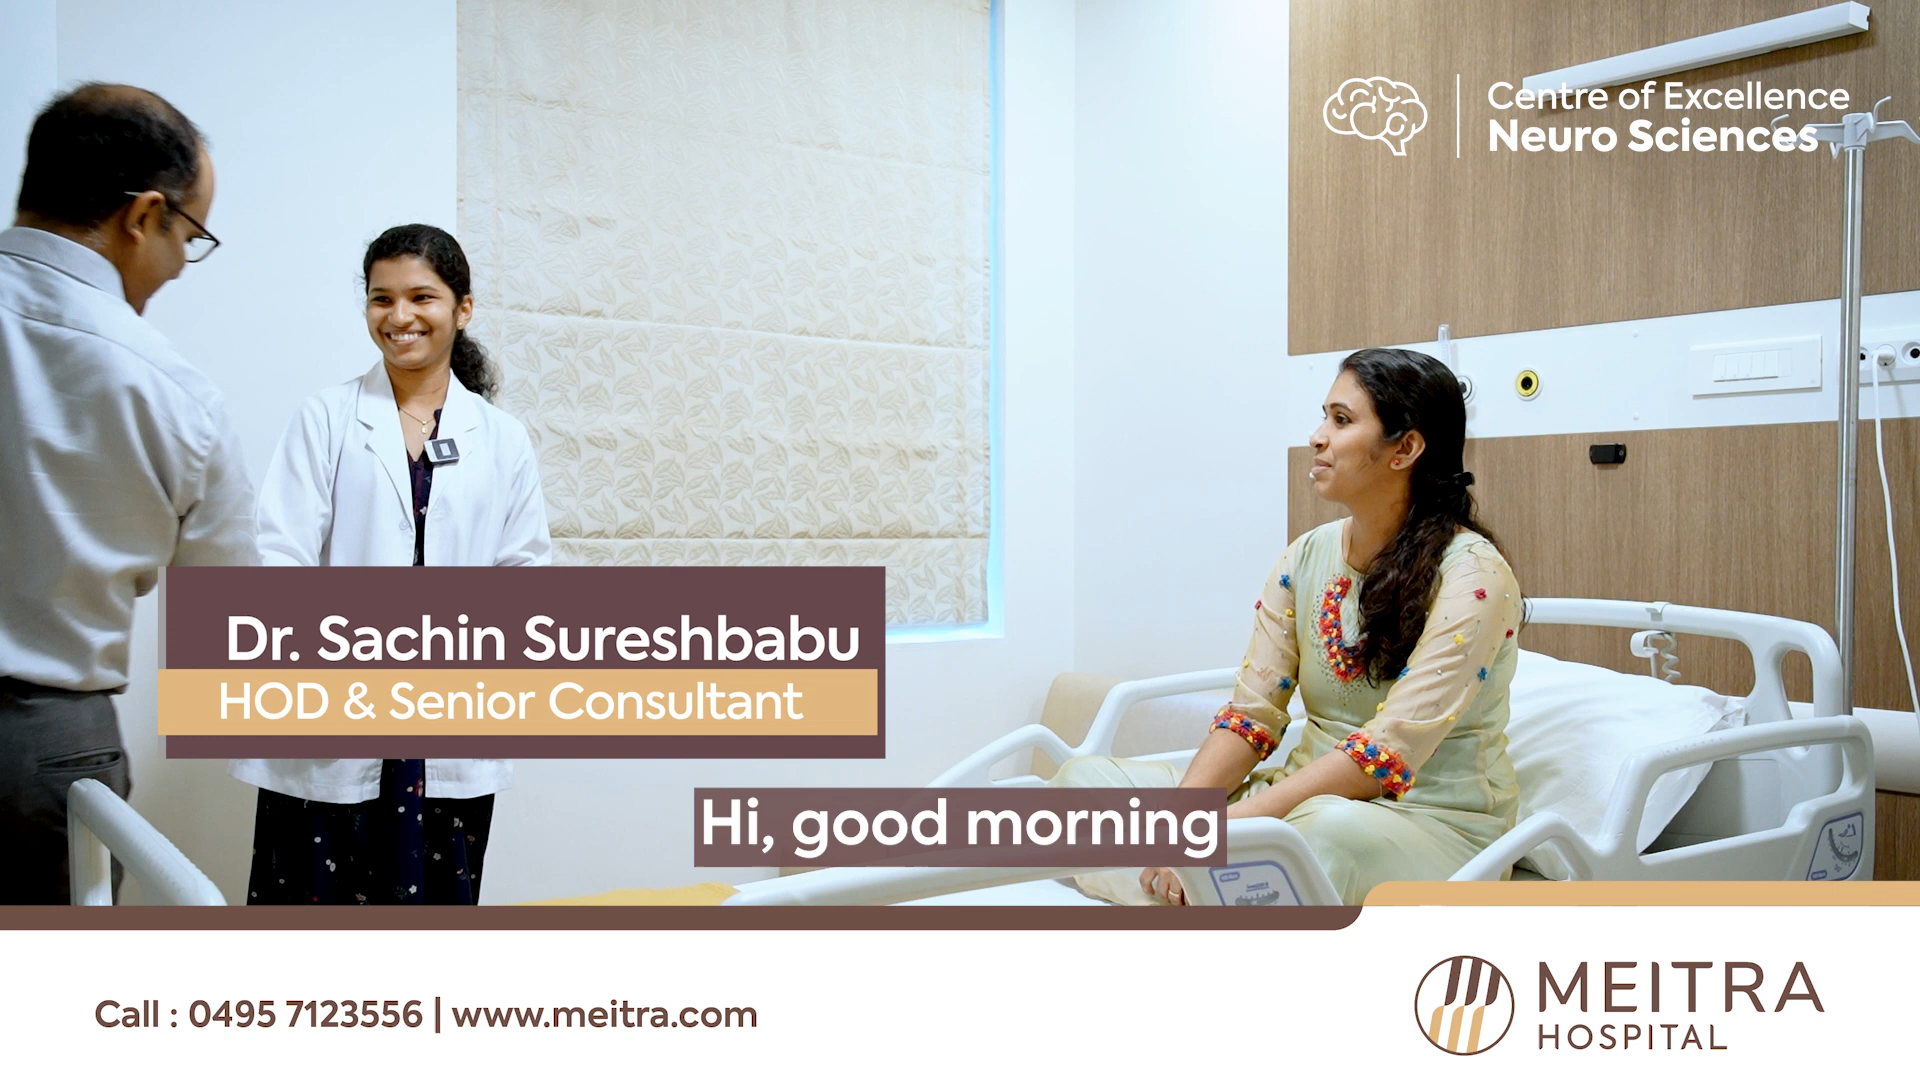 Centre of Excellence
Neuro Sciences
Dr. Sachin Sureshbabu
HOD & Senior Consultant
Hi, good morning
Call : 0495 7123556 | www.meitra.com
MEITRA
HOSPITAL